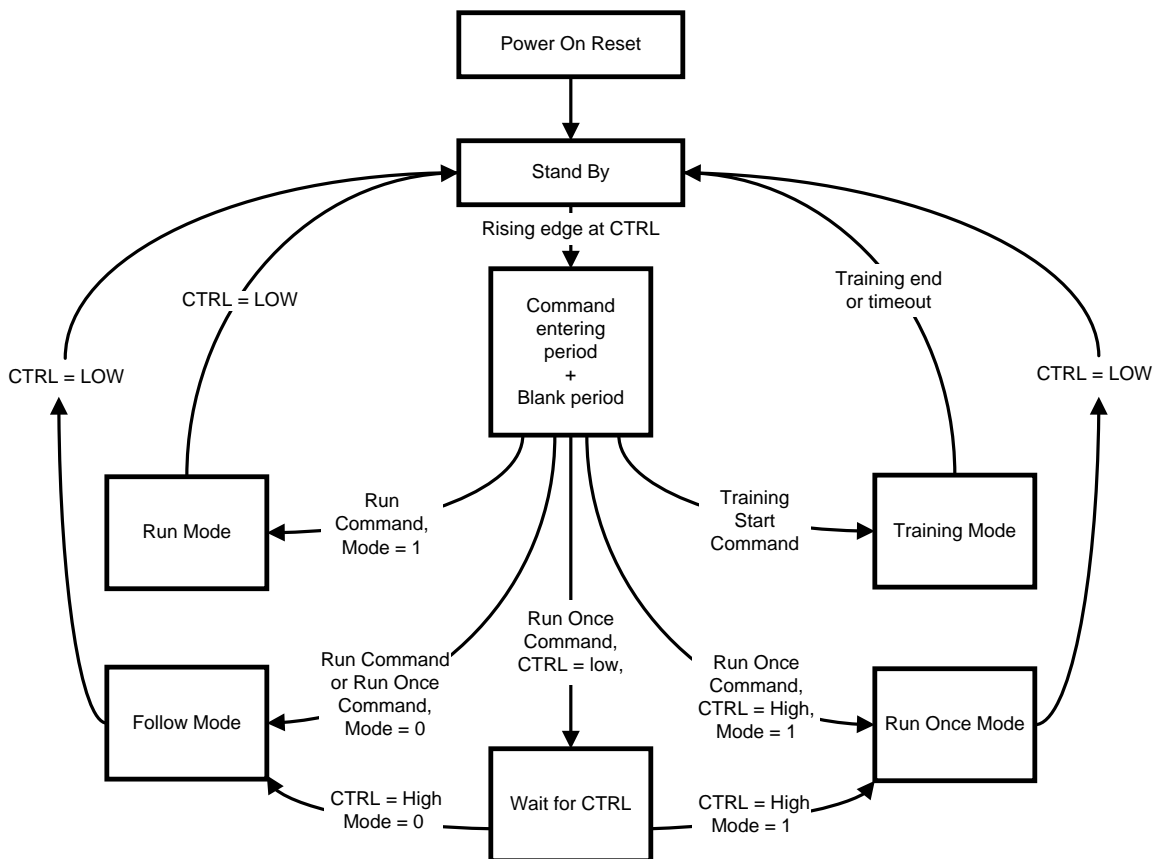 Power On Reset
Stand By
Rising edge at CTRL
Command
entering
period
+
Blank period
CTRL = LOW
Training end
or timeout
CTRL = LOW
CTRL = LOW
Run
Command,
Mode = 1
Run Mode
Training
Start
Command
Training Mode
Run Command
or Run Once
Command,
Mode = 0
Follow Mode
Run Once
Command,
CTRL = low,
Run Once
Command,
CTRL = High,
Mode = 1
Run Once Mode
CTRL = High
Mode = 0
Wait for CTRL
CTRL = High
Mode = 1